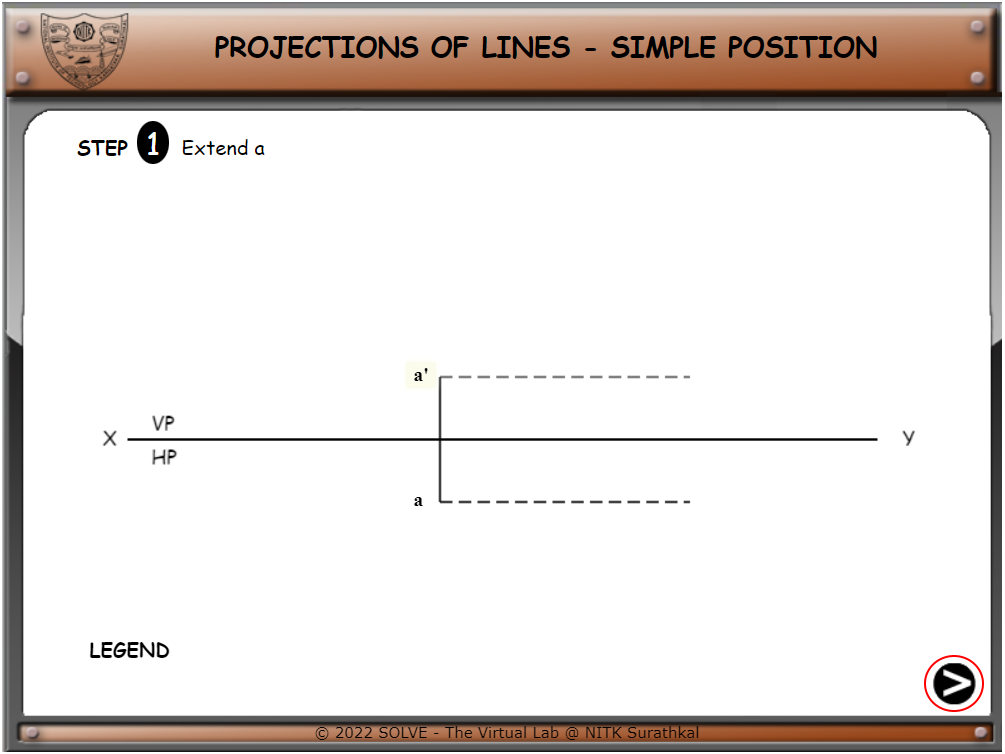 PROJECTIONS OF LINES - SIMPLE POSITION
STEP 1 Extend a
a'
VP
X Y
HP
a
LEGEND
© 2022 SOLVE - The Virtual Lab @ NITK Surathkal